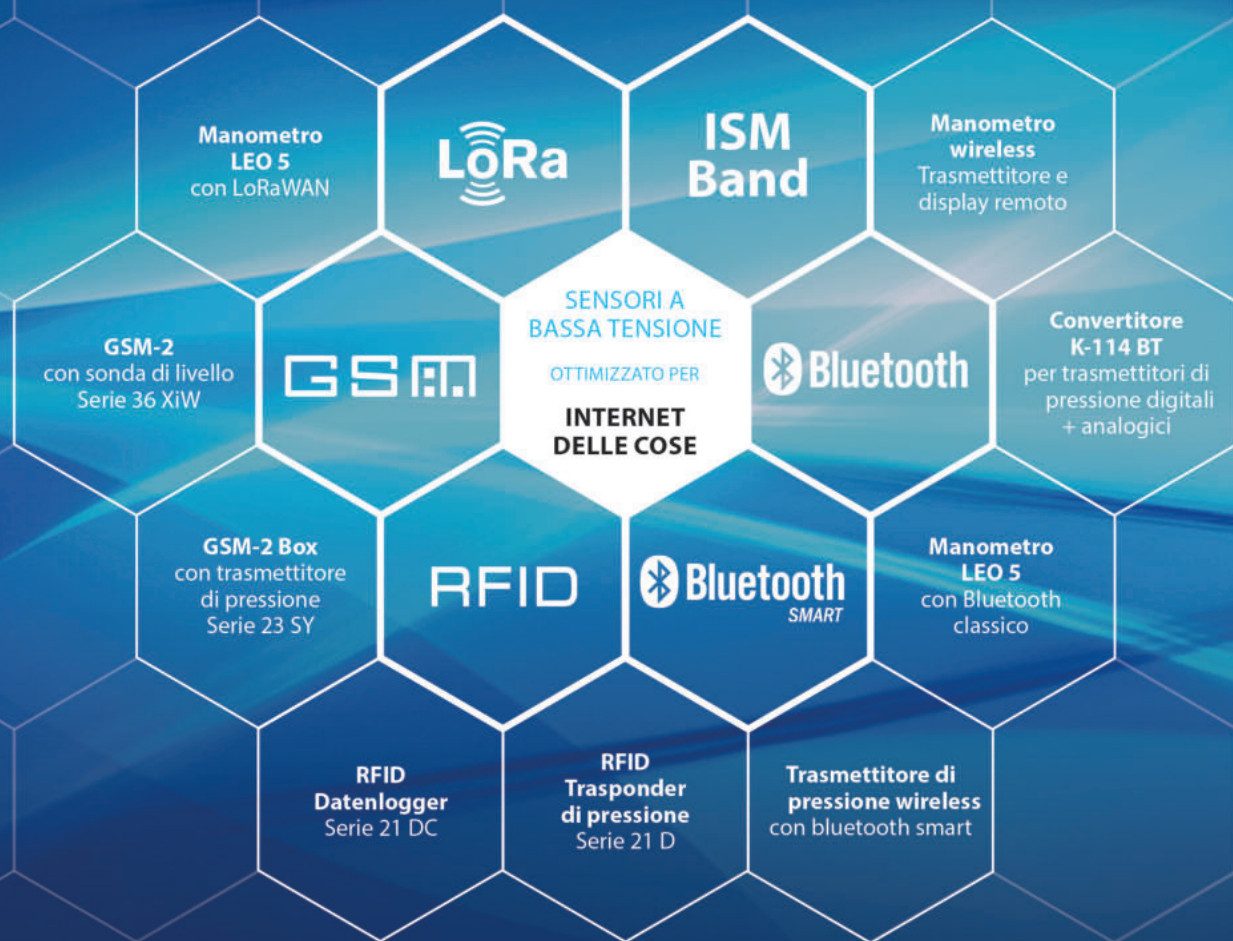 Manometro
LEO 5
con LoRaWAN
LoRa
ISM
Band
Manometro
wireless
Trasmettitore e
display remoto
GSM-2
con sonda di livello
Serie 36 XiW
GSM
SENSORI A
BASSA TENSIONE
OTTIMIZZATO PER
INTERNET
DELLE COSE
Bluetooth
Convertitore
K-114 BT
per trasmettitori di
pressione digitali
+ analogici
GSM-2 Box
con trasmettitore
di pressione
Serie 23 SY
RFID
Bluetooth
SMART
Manometro
LEO 5
con Bluetooth
classico
RFID
Datenlogger
Serie 21 DC
RFID
Trasponder
di pressione
Serie 21 D
Trasmettitore di
pressione wireless
con bluetooth smart